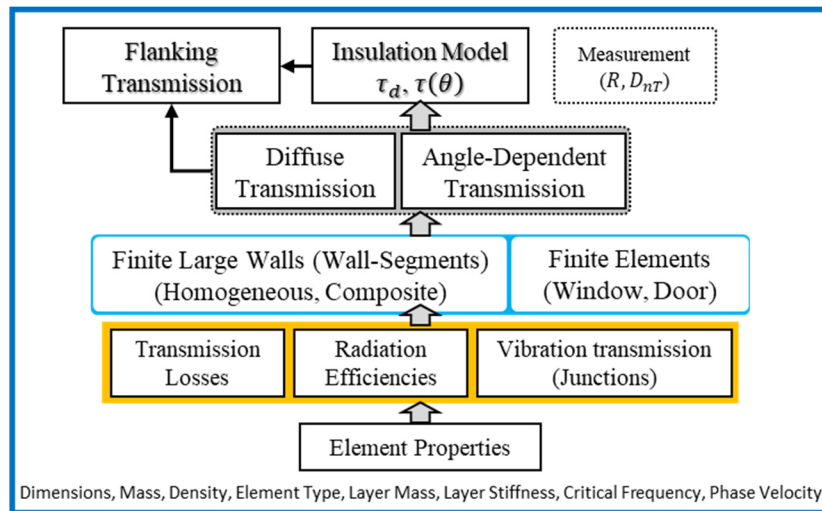 Flanking
Transmission
Insulation Model
τ_d, τ(θ)
Measurement
(R, D_{nT})
Diffuse
Transmission
Angle-Dependent
Transmission
Finite Large Walls (Wall-Segments)
(Homogeneous, Composite)
Finite Elements
(Window, Door)
Transmission
Losses
Radiation
Efficiencies
Vibration transmission
(Junctions)
Element Properties
Dimensions, Mass, Density, Element Type, Layer Mass, Layer Stiffness, Critical Frequency, Phase Velocity